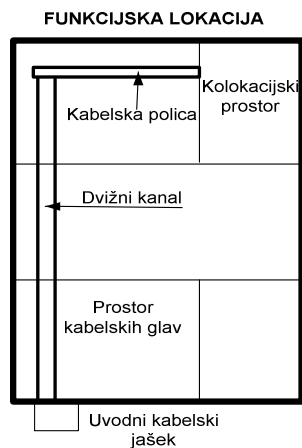 FUNKCIJSKA LOKACIJA
Kolokacijski
prostor
Kabelska polica
Dvižni kanal
Prostor
kabelskih glav
Uvodni kabelski
jašek